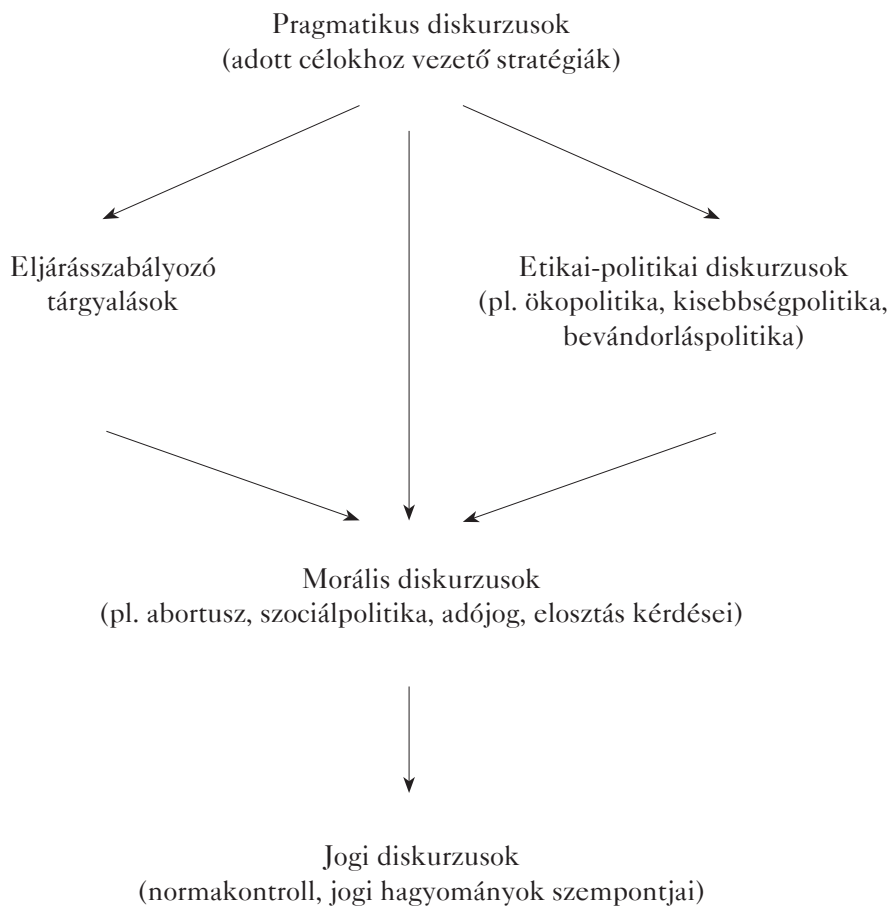 Pragmatikus diskurzusok
(adott célokhoz vezető stratégiák)
Eljárásszabályozó
tárgyalások
Etikai-politikai diskurzusok
(pl. ökopolitika, kisebbségpolitika,
bevándorláspolitika)
Morális diskurzusok
(pl. abortusz, szociálpolitika, adójog, elosztás kérdései)
Jogi diskurzusok
(normakontroll, jogi hagyományok szempontjai)